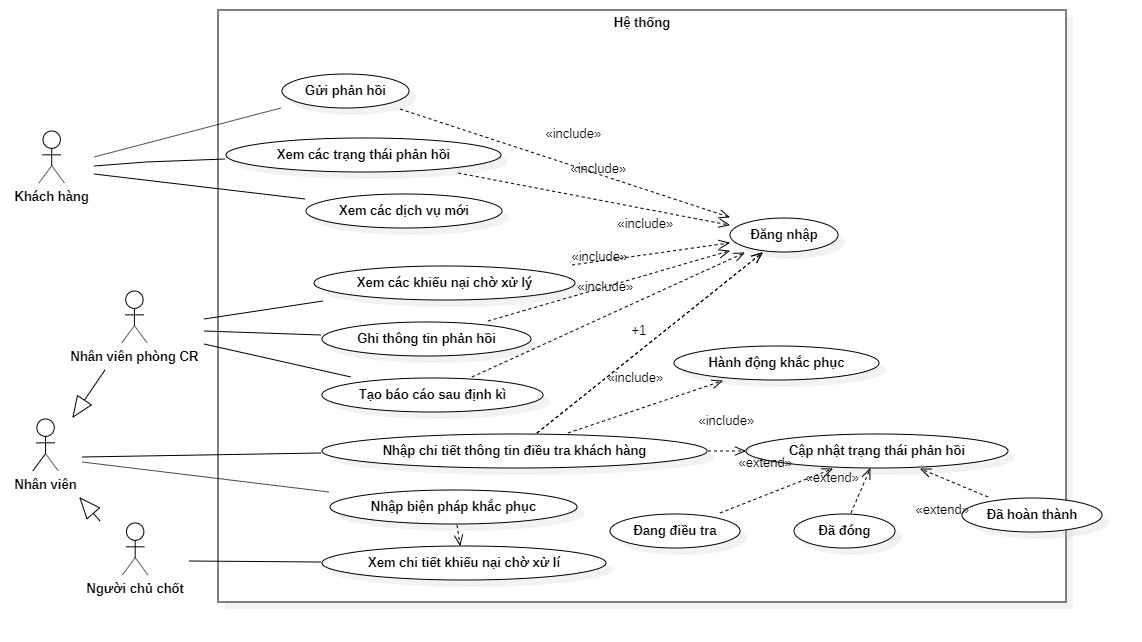 Hệ thống
Gửi phản hồi
«include»
Xem các trạng thái phản hồi
«include»
Khách hàng
Xem các dịch vụ mới
«include»
Đăng nhập
«include»
Xem các khiếu nại chờ xử lý
«include»
+1
Ghi thông tin phản hồi
Nhân viên phòng CR
Hành động khắc phục
«include»
Tạo báo cáo sau định kì
«include»
Nhập chi tiết thông tin điều tra khách hàng
Cập nhật trạng thái phản hồi
«extend»
«extend»
Nhân viên
Nhập biện pháp khắc phục
«extend»
Đã hoàn thành
Đang điều tra
Đã đóng
Xem chi tiết khiếu nại chờ xử lí
Người chủ chốt